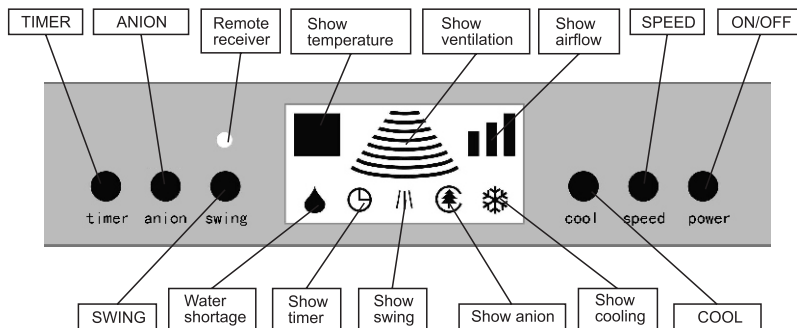 TIMER
ANION
Remote
receiver
Show
temperature
Show
ventilation
Show
airflow
SPEED
ON/OFF
timer anion swing
cool speed power
SWING
Water
shortage
Show
timer
Show
swing
Show anion
Show
cooling
COOL